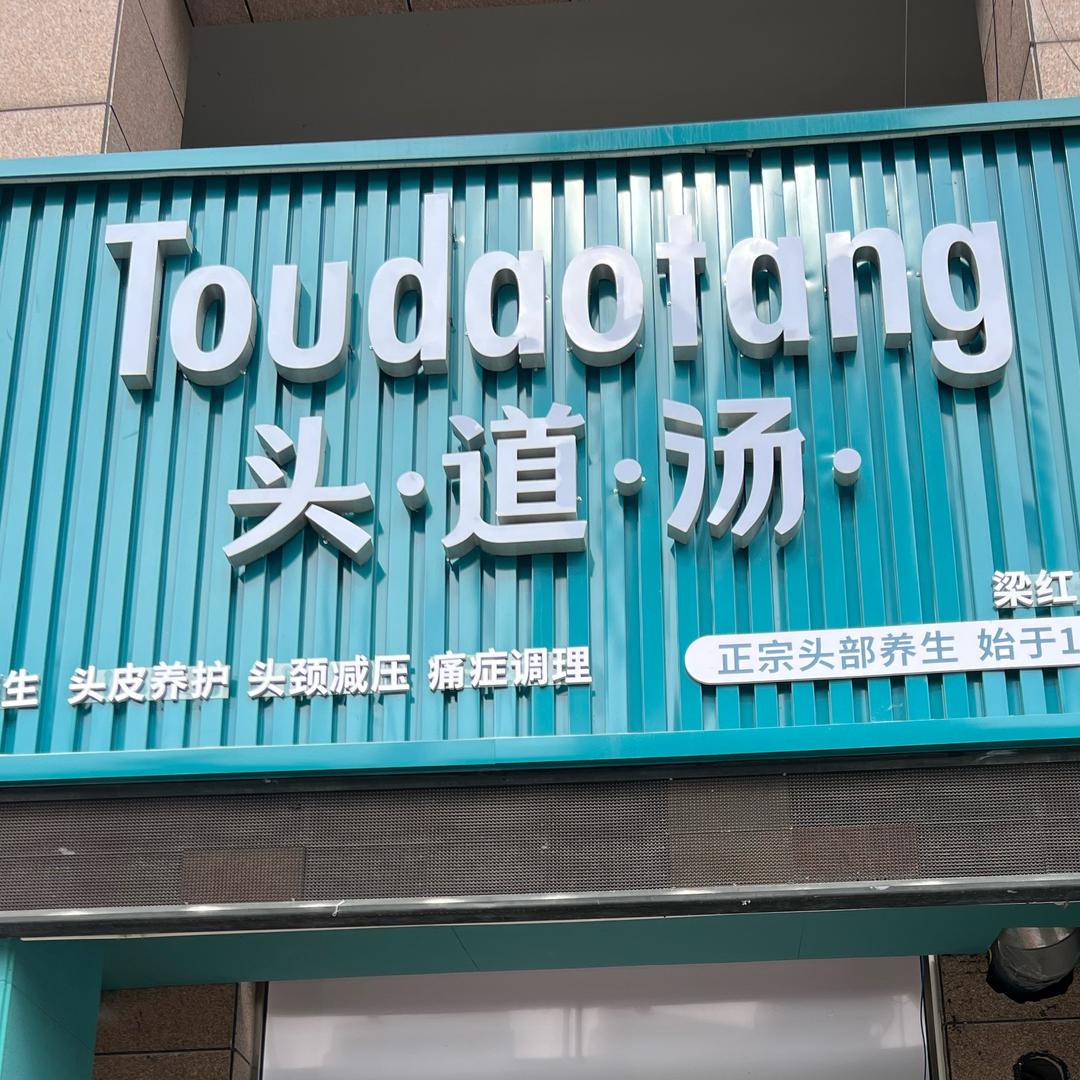 Toudaotang
头·道·汤·
梁红
正宗头部养生 始于1
生 头皮养护 头颈减压 痛症调理